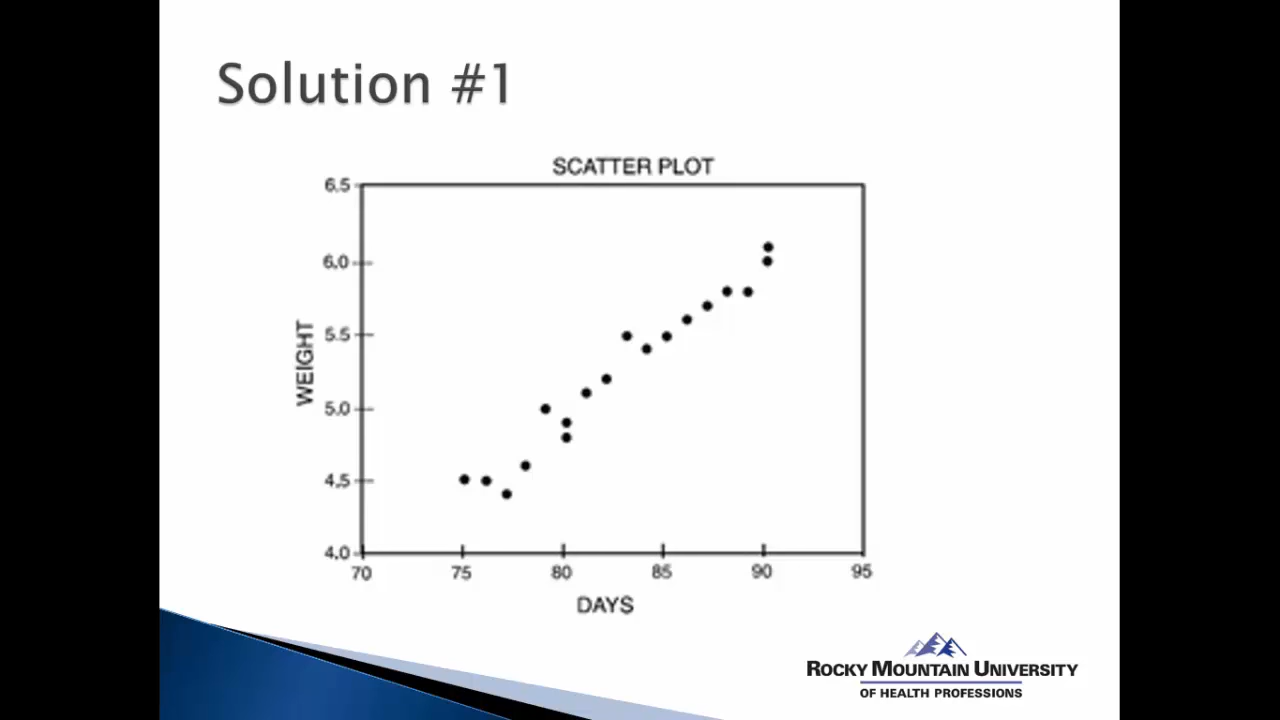 Solution #1
SCATTER PLOT
6.5
6.0
5.5
5.0
4.5
4.0
WEIGHT
70 75 80 85 90 95
DAYS
ROCKY MOUNTAIN UNIVERSITY
OF HEALTH PROFESSIONS